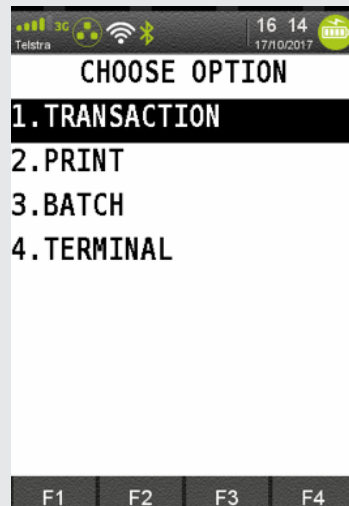 3G 16 14
Telstra 17/10/2017
CHOOSE OPTION
1.TRANSACTION
2.PRINT
3.BATCH
4.TERMINAL
F1 F2 F3 F4